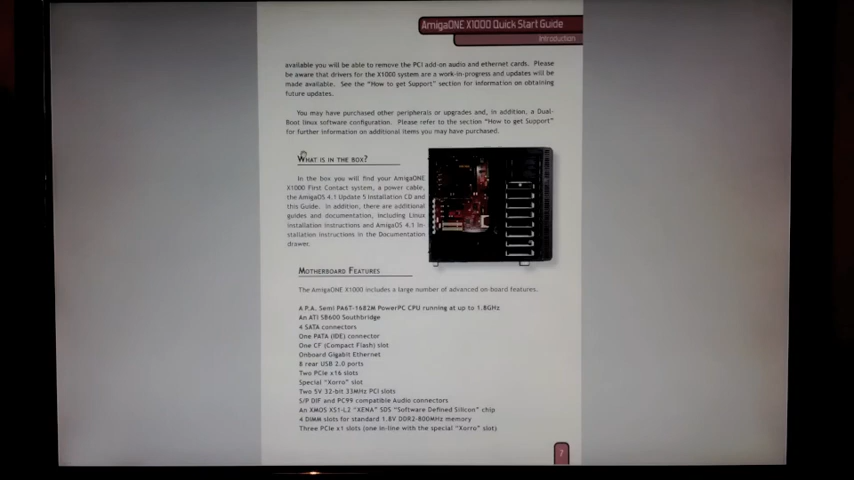 AmigaONE X1000 Quick Start Guide
Introduction
available you will be able to remove the PCI add-on audio and ethernet cards. Please
be aware that drivers for the X1000 system are a work-in-progress and updates will be
made available. See the "How to get Support" section for information on obtaining
future updates.
You may have purchased other peripherals or upgrades and, in addition, a Dual-
Boot linux software configuration. Please refer to the section "How to get Support"
for further information on additional items you may have purchased.
WHAT IS IN THE BOX?
In the box you will find your AmigaONE
X1000 First Contact system, a power cable,
the AmigaOS 4.1 Update 5 Installation CD and
this Guide. In addition, there are additional
guides and documentation, including Linux
installation instructions and AmigaOS 4.1 in-
stallation instructions in the Documentation
drawer.
MOTHERBOARD FEATURES
The AmigaONE X1000 includes a large number of advanced on-board features.
A P.A. Semi PA6T-1682M PowerPC CPU running at up to 1.8GHz
An ATI SB600 Southbridge
4 SATA connectors
One PATA (IDE) connector
One CF (Compact Flash) slot
Onboard Gigabit Ethernet
8 rear USB 2.0 ports
Two PCIe x16 slots
Special "Xorro" slot
Two 5V 32-bit 33MHz PCI slots
S/P DIF and PC99 compatible Audio connectors
An XMOS XS1-L2 "XENA" SDS "Software Defined Silicon" chip
4 DIMM slots for standard 1.8V DDR2-800MHz memory
Three PCIe x1 slots (one in-line with the special "Xorro" slot)
7